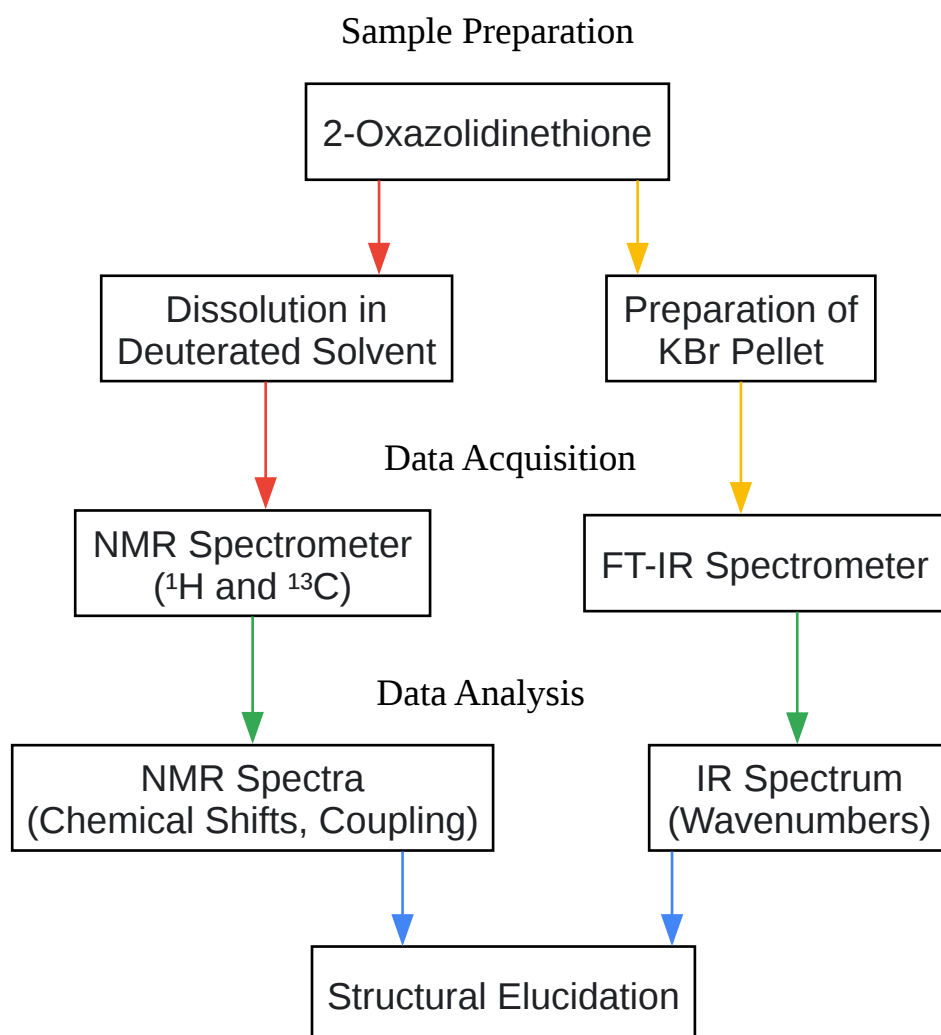 Sample Preparation
2-Oxazolidinethione
Dissolution in
Deuterated Solvent
Preparation of
KBr Pellet
Data Acquisition
NMR Spectrometer
(¹H and ¹³C)
FT-IR Spectrometer
Data Analysis
NMR Spectra
(Chemical Shifts, Coupling)
IR Spectrum
(Wavenumbers)
Structural Elucidation